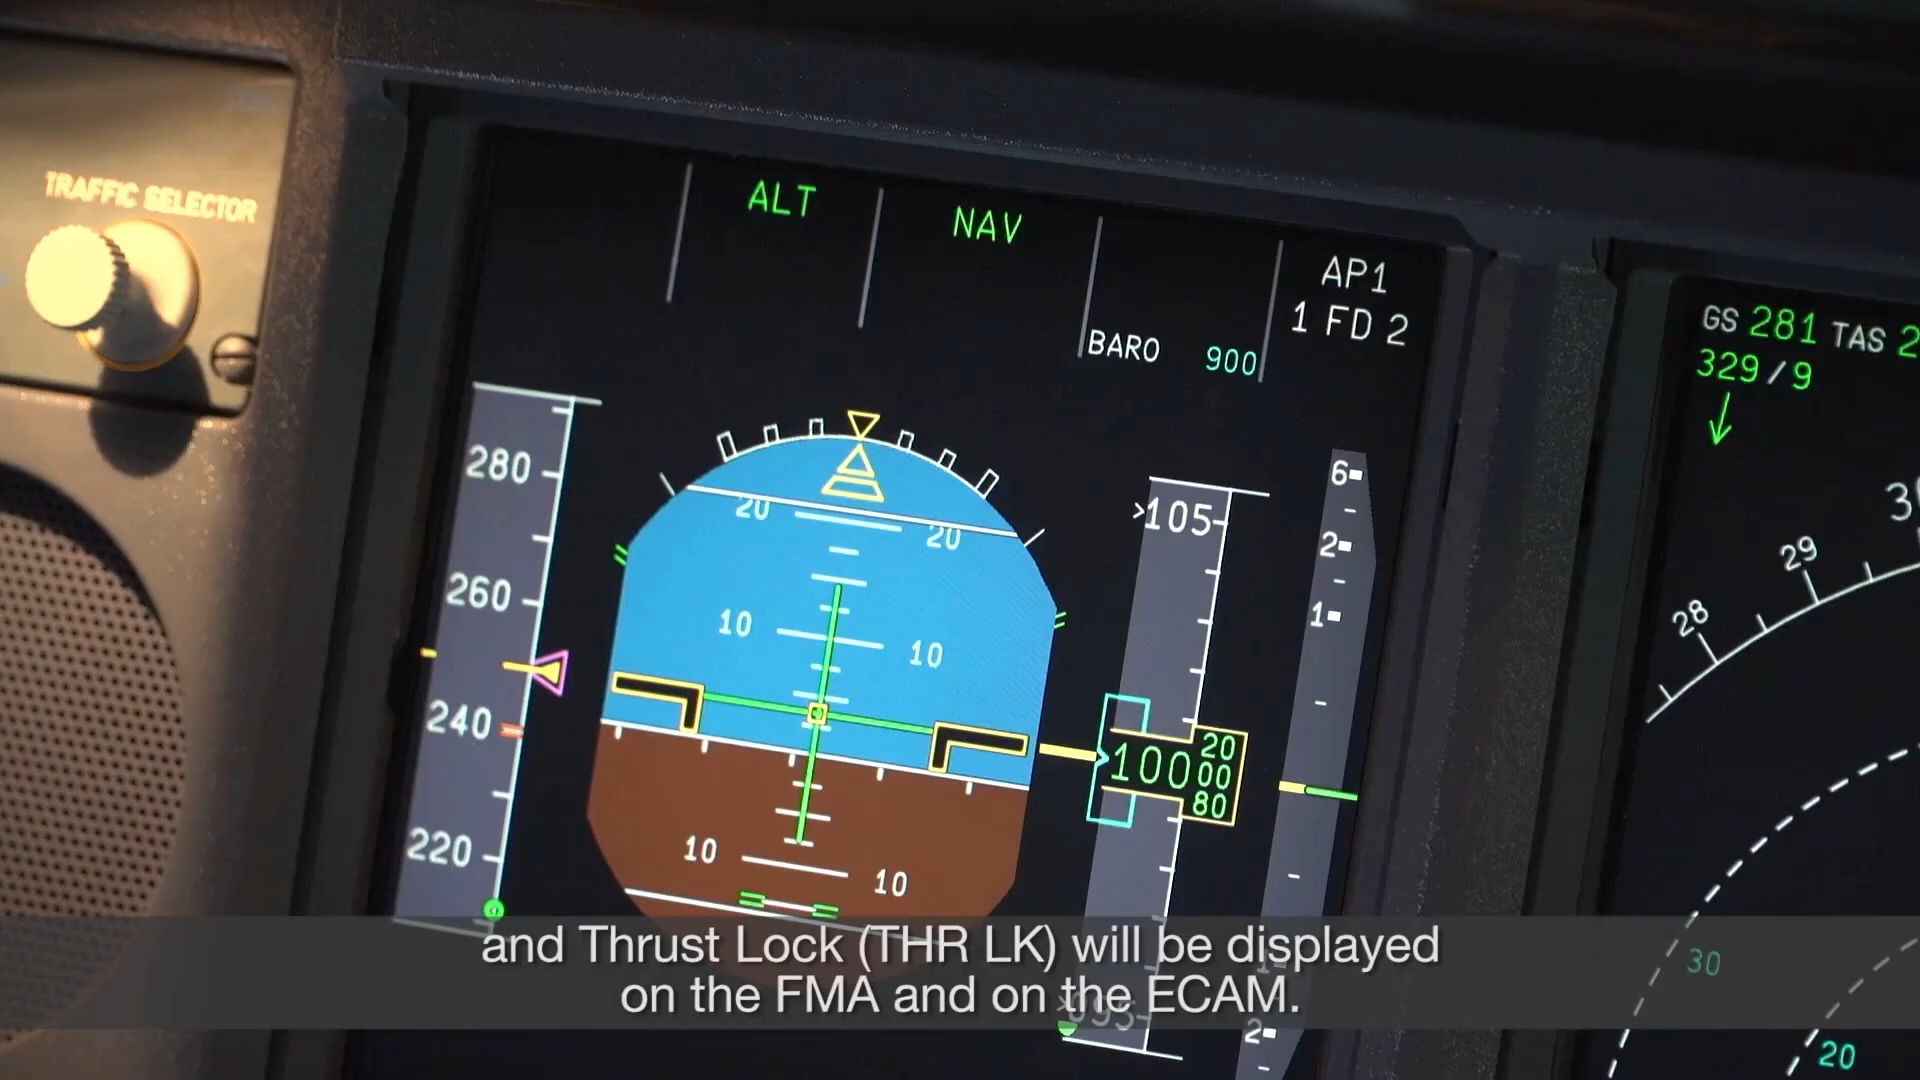 TRAFFIC SELECTOR
ALT
NAV
AP1
1 FD 2
BARO 900
GS 281 TAS 2
329/9
280
260
240
220
20 20
10 10
10 10
105
100
20
00
80
095
6
2
1
2
28
29
30
20
and Thrust Lock (THR LK) will be displayed
on the FMA and on the ECAM.